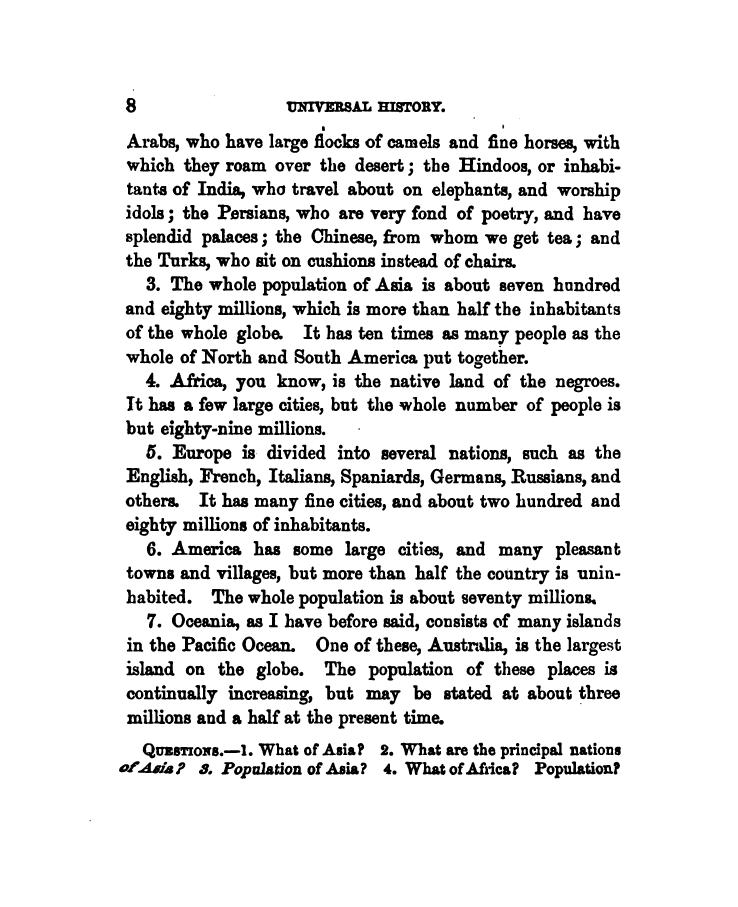 8 UNIVERSAL HISTORY.
Arabs, who have large flocks of camels and fine horses, with
which they roam over the desert; the Hindoos, or inhabi-
tants of India, who travel about on elephants, and worship
idols; the Persians, who are very fond of poetry, and have
splendid palaces; the Chinese, from whom we get tea; and
the Turks, who sit on cushions instead of chairs.
3. The whole population of Asia is about seven hundred
and eighty millions, which is more than half the inhabitants
of the whole globe. It has ten times as many people as the
whole of North and South America put together.
4. Africa, you know, is the native land of the negroes.
It has a few large cities, but the whole number of people is
but eighty-nine millions.
5. Europe is divided into several nations, such as the
English, French, Italians, Spaniards, Germans, Russians, and
others. It has many fine cities, and about two hundred and
eighty millions of inhabitants.
6. America has some large cities, and many pleasant
towns and villages, but more than half the country is unin-
habited. The whole population is about seventy millions.
7. Oceania, as I have before said, consists of many islands
in the Pacific Ocean. One of these, Australia, is the largest
island on the globe. The population of these places is
continually increasing, but may be stated at about three
millions and a half at the present time.
QUESTIONS.—1. What of Asia? 2. What are the principal nations
of Asia? 3. Population of Asia? 4. What of Africa? Population?